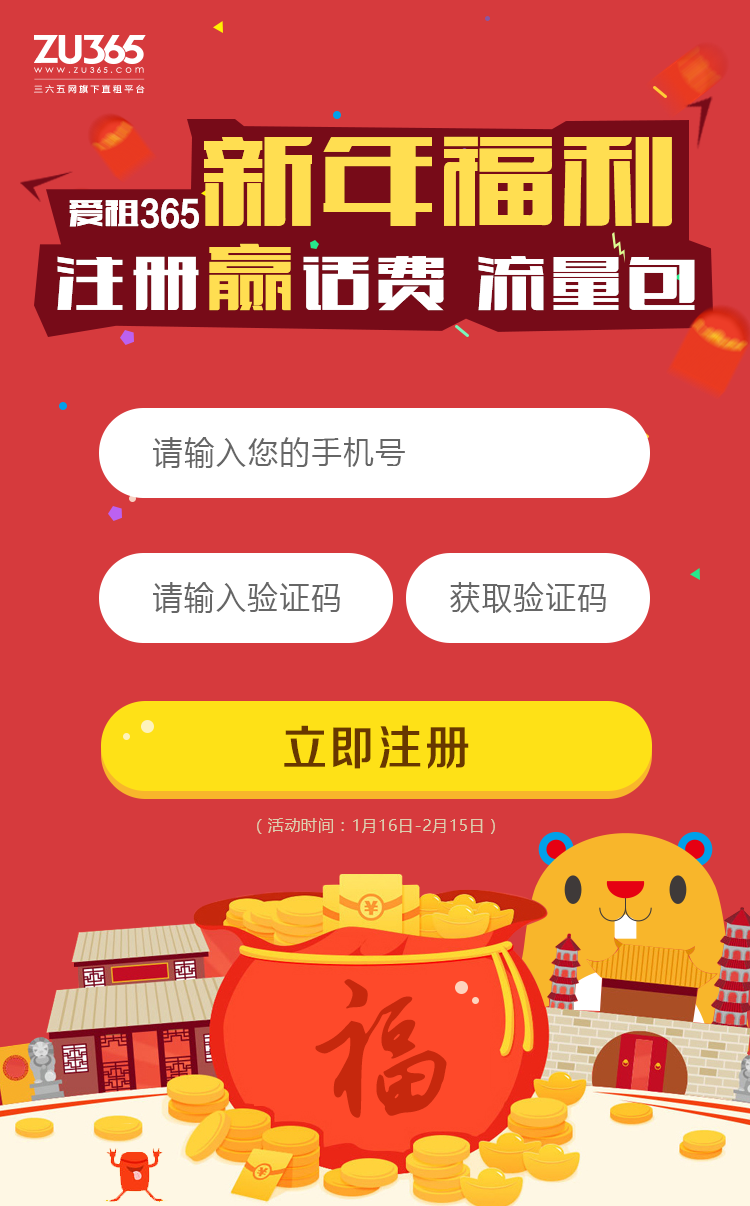 ZU365
www.zu365.com
三六五网旗下直租平台
爱租365新年福利
注册赢话费 流量包
请输入您的手机号
请输入验证码 获取验证码
立即注册
(活动时间：1月16日-2月15日)
¥
福